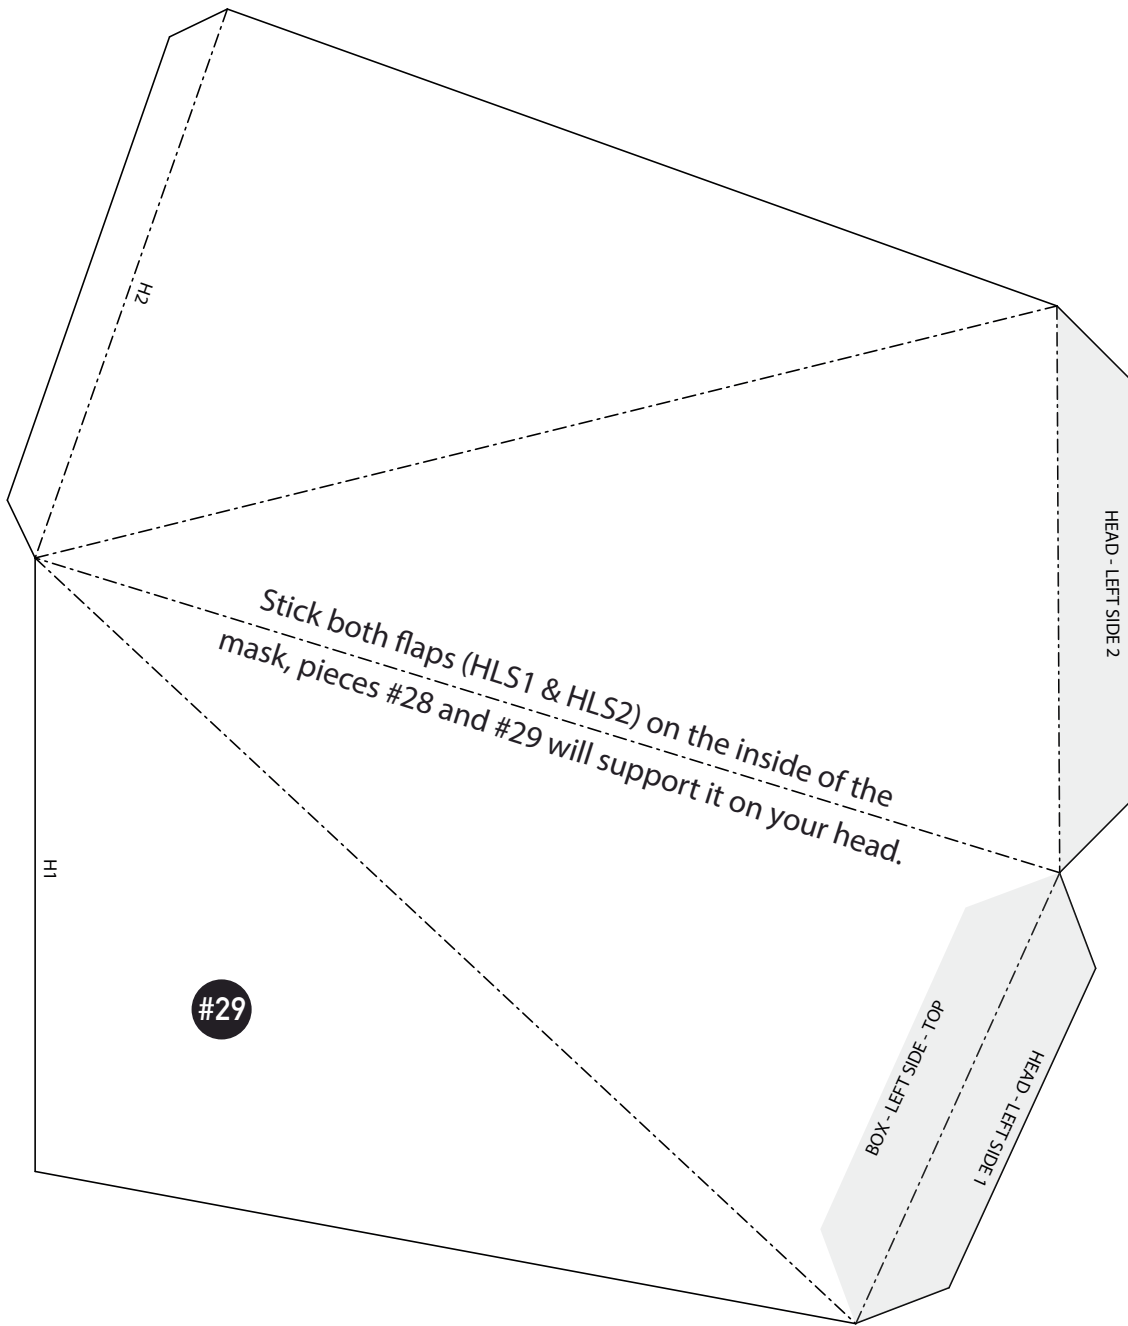 H2
HEAD - LEFT SIDE 2
Stick both flaps (HLS1 & HLS2) on the inside of the
mask, pieces #28 and #29 will support it on your head.
H1
#29
BOX - LEFT SIDE - TOP
HEAD - LEFT SIDE 1